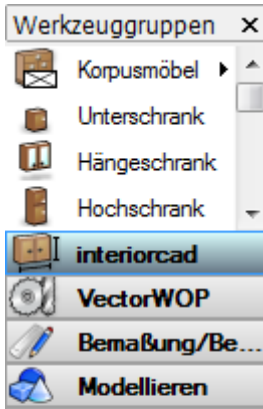 Werkzeuggruppen
Korpusmöbel
Unterschrank
Hängeschrank
Hochschrank
interiorcad
VectorWOP
Bemaßung/Be...
Modellieren